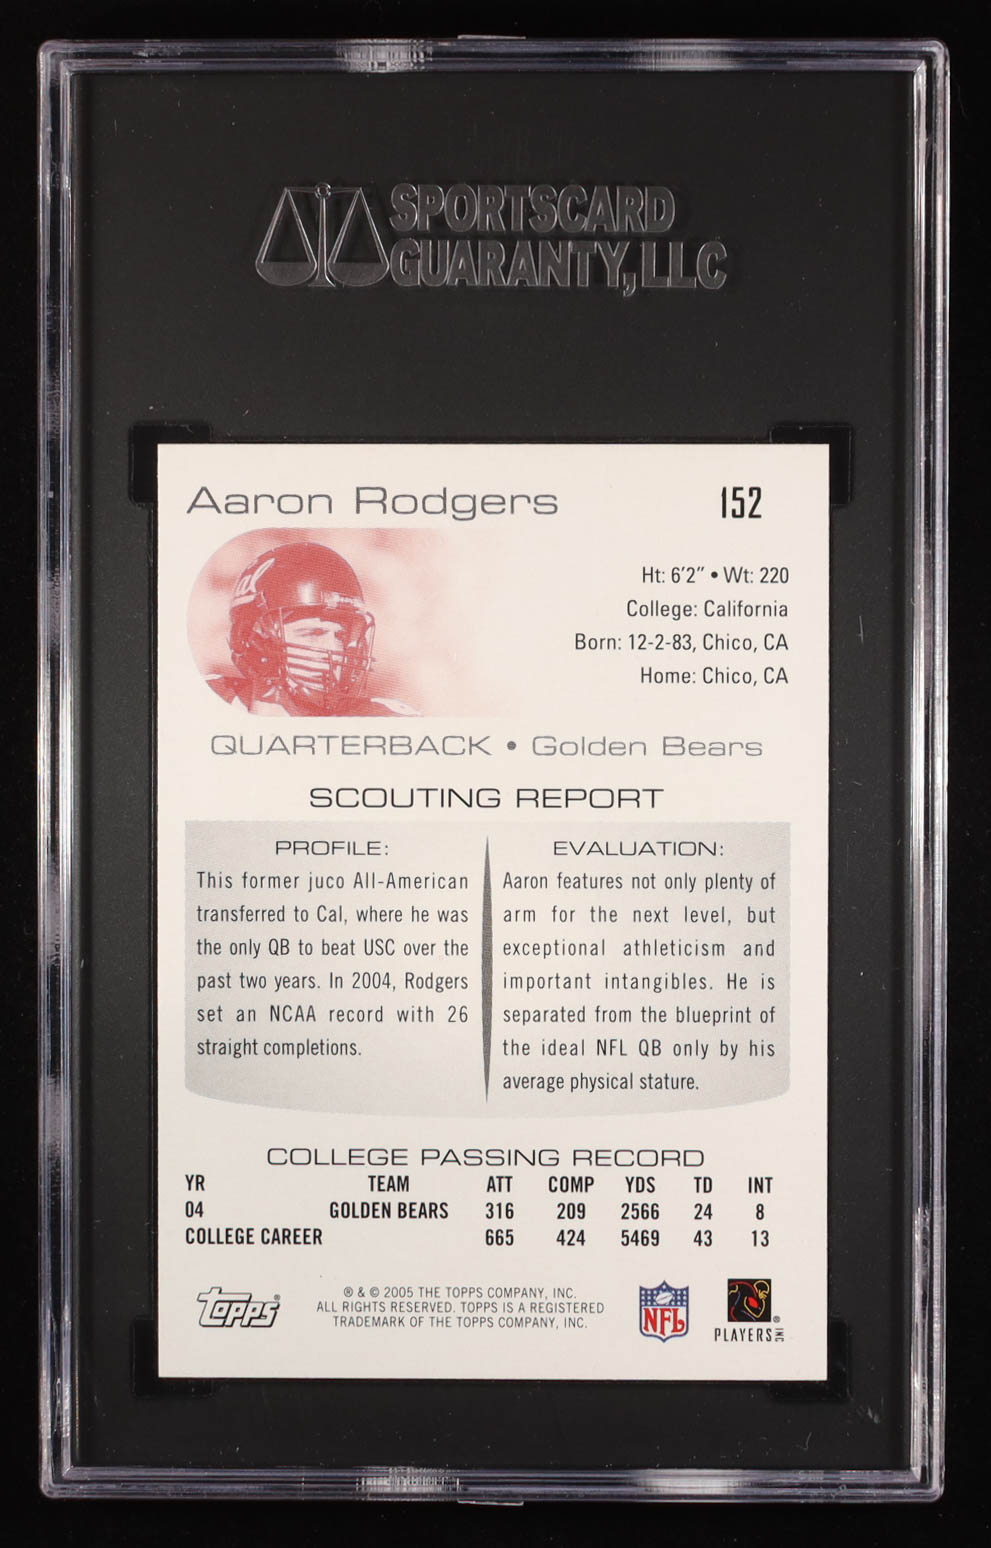 SPORTSCARD
GUARANTY, LLC
Aaron Rodgers
152
Cal
Ht: 6'2" • Wt: 220
College: California
Born: 12-2-83, Chico, CA
Home: Chico, CA
QUARTERBACK • Golden Bears
SCOUTING REPORT
PROFILE:
This former juco All-American
transferred to Cal, where he was
the only QB to beat USC over the
past two years. In 2004, Rodgers
set an NCAA record with 26
straight completions.
EVALUATION:
Aaron features not only plenty of
arm for the next level, but
exceptional athleticism and
important intangibles. He is
separated from the blueprint of
the ideal NFL QB only by his
average physical stature.
COLLEGE PASSING RECORD
YR TEAM ATT COMP YDS TD INT
04 GOLDEN BEARS 316 209 2566 24 8
COLLEGE CAREER 665 424 5469 43 13
Topps®
® & © 2005 THE TOPPS COMPANY, INC.
ALL RIGHTS RESERVED. TOPPS IS A REGISTERED
TRADEMARK OF THE TOPPS COMPANY, INC.
NFL
PLAYERS INC®